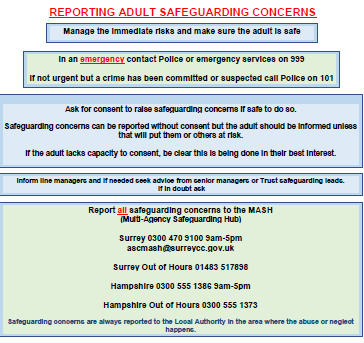 REPORTING ADULT SAFEGUARDING CONCERNS
Manage the immediate risks and make sure the adult is safe
In an emergency contact Police or emergency services on 999
If not urgent but a crime has been committed or suspected call Police on 101
Ask for consent to raise safeguarding concerns if safe to do so.
Safeguarding concerns can be reported without consent but the adult should be informed unless
that will put them or others at risk.
If the adult lacks capacity to consent, be clear this is being done in their best interest.
Inform line managers and if needed seek advice from senior managers or Trust safeguarding leads.
If in doubt ask
Report all safeguarding concerns to the MASH
(Multi-Agency Safeguarding Hub)
Surrey 0300 470 9100 9am-5pm
ascmash@surreycc.gov.uk
Surrey Out of Hours 01483 517898
Hampshire 0300 555 1386 9am-5pm
Hampshire Out of Hours 0300 555 1373
Safeguarding concerns are always reported to the Local Authority in the area where the abuse or neglect
happens.